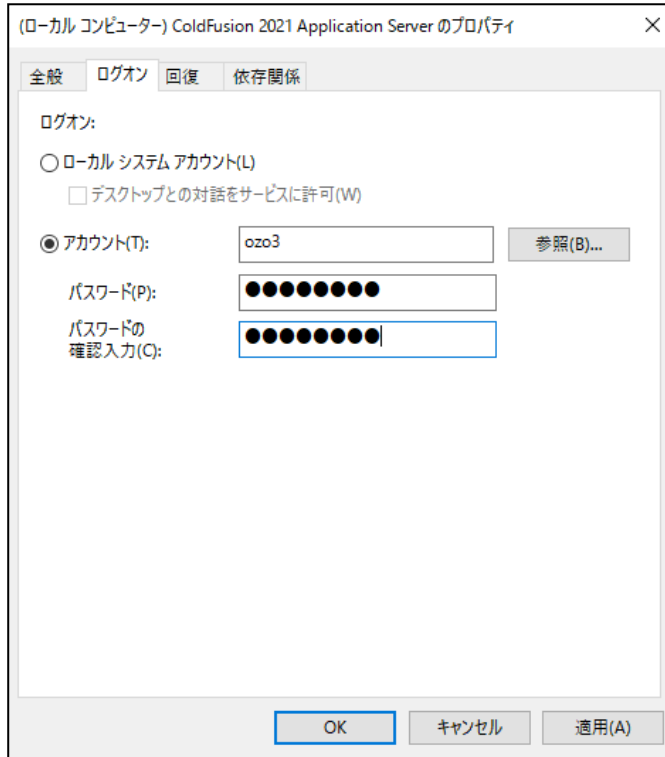 (ローカル コンピューター) ColdFusion 2021 Application Server のプロパティ
全般 ログオン 回復 依存関係
ログオン:
ローカル システム アカウント(L)
デスクトップとの対話をサービスに許可(W)
アカウント(T): ozo3 参照(B)...
パスワード(P): ●●●●●●●●
パスワードの
確認入力(C): ●●●●●●●●
OK キャンセル 適用(A)